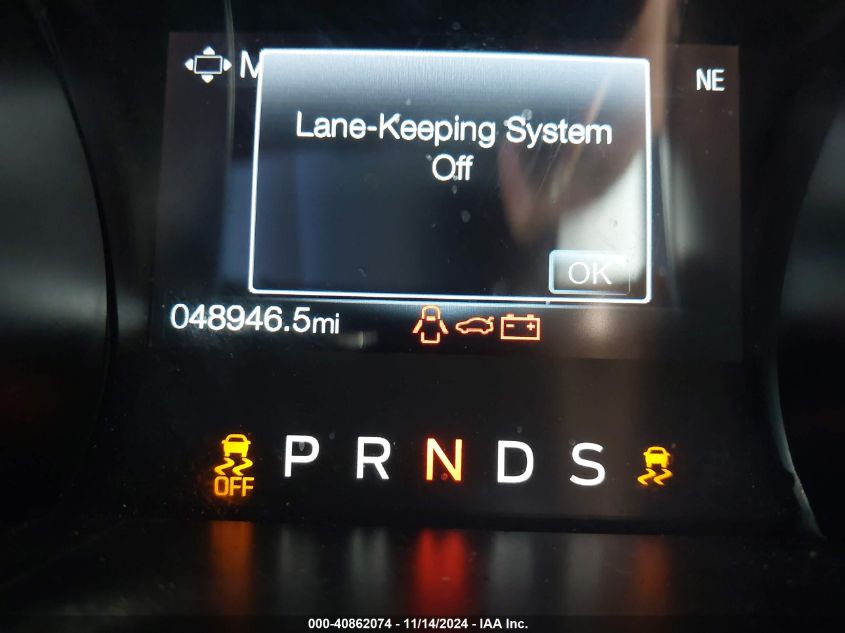 M
NE
Lane-Keeping System
Off
OK
048946.5mi
P R N D S
OFF
000-40862074 - 11/14/2024 - IAA Inc.